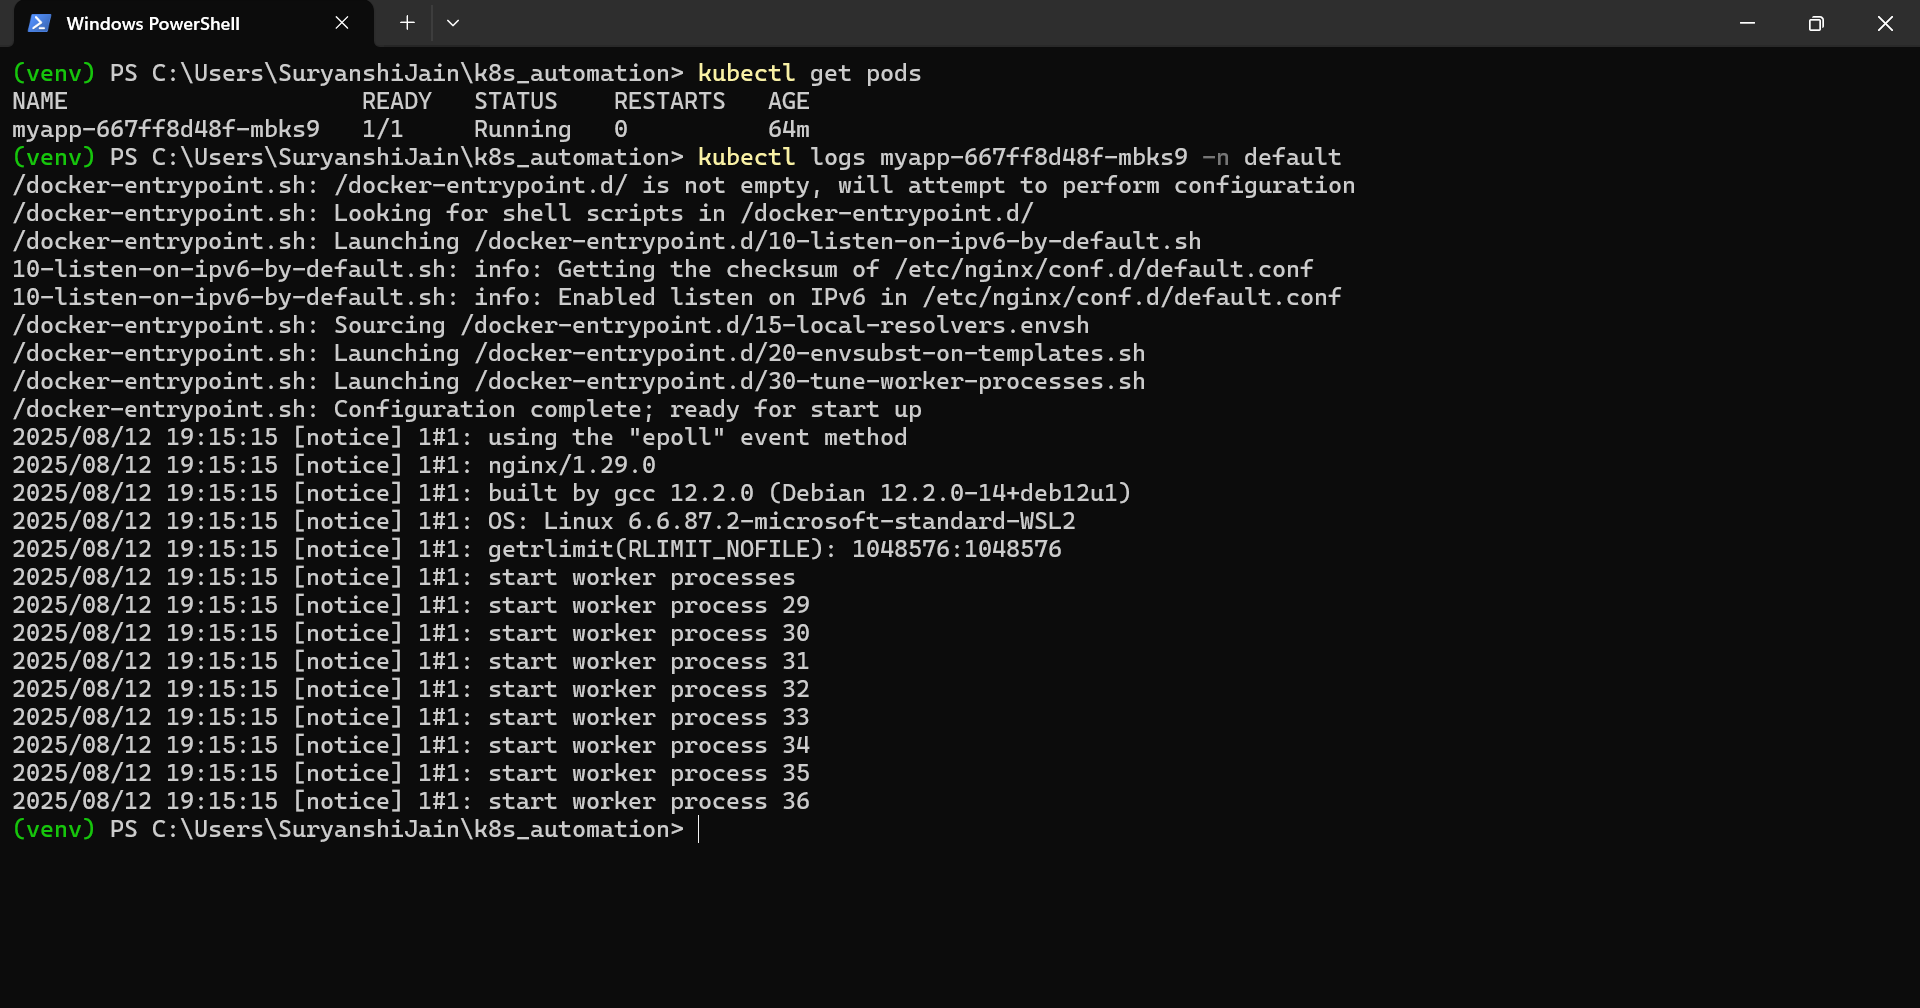 Windows PowerShell
(venv) PS C:\Users\SuryanshiJain\k8s_automation> kubectl get pods
NAME                     READY   STATUS    RESTARTS   AGE
myapp-667ff8d48f-mbks9   1/1     Running   0          64m
(venv) PS C:\Users\SuryanshiJain\k8s_automation> kubectl logs myapp-667ff8d48f-mbks9 -n default
/docker-entrypoint.sh: /docker-entrypoint.d/ is not empty, will attempt to perform configuration
/docker-entrypoint.sh: Looking for shell scripts in /docker-entrypoint.d/
/docker-entrypoint.sh: Launching /docker-entrypoint.d/10-listen-on-ipv6-by-default.sh
10-listen-on-ipv6-by-default.sh: info: Getting the checksum of /etc/nginx/conf.d/default.conf
10-listen-on-ipv6-by-default.sh: info: Enabled listen on IPv6 in /etc/nginx/conf.d/default.conf
/docker-entrypoint.sh: Sourcing /docker-entrypoint.d/15-local-resolvers.envsh
/docker-entrypoint.sh: Launching /docker-entrypoint.d/20-envsubst-on-templates.sh
/docker-entrypoint.sh: Launching /docker-entrypoint.d/30-tune-worker-processes.sh
/docker-entrypoint.sh: Configuration complete; ready for start up
2025/08/12 19:15:15 [notice] 1#1: using the "epoll" event method
2025/08/12 19:15:15 [notice] 1#1: nginx/1.29.0
2025/08/12 19:15:15 [notice] 1#1: built by gcc 12.2.0 (Debian 12.2.0-14+deb12u1)
2025/08/12 19:15:15 [notice] 1#1: OS: Linux 6.6.87.2-microsoft-standard-WSL2
2025/08/12 19:15:15 [notice] 1#1: getrlimit(RLIMIT_NOFILE): 1048576:1048576
2025/08/12 19:15:15 [notice] 1#1: start worker processes
2025/08/12 19:15:15 [notice] 1#1: start worker process 29
2025/08/12 19:15:15 [notice] 1#1: start worker process 30
2025/08/12 19:15:15 [notice] 1#1: start worker process 31
2025/08/12 19:15:15 [notice] 1#1: start worker process 32
2025/08/12 19:15:15 [notice] 1#1: start worker process 33
2025/08/12 19:15:15 [notice] 1#1: start worker process 34
2025/08/12 19:15:15 [notice] 1#1: start worker process 35
2025/08/12 19:15:15 [notice] 1#1: start worker process 36
(venv) PS C:\Users\SuryanshiJain\k8s_automation>